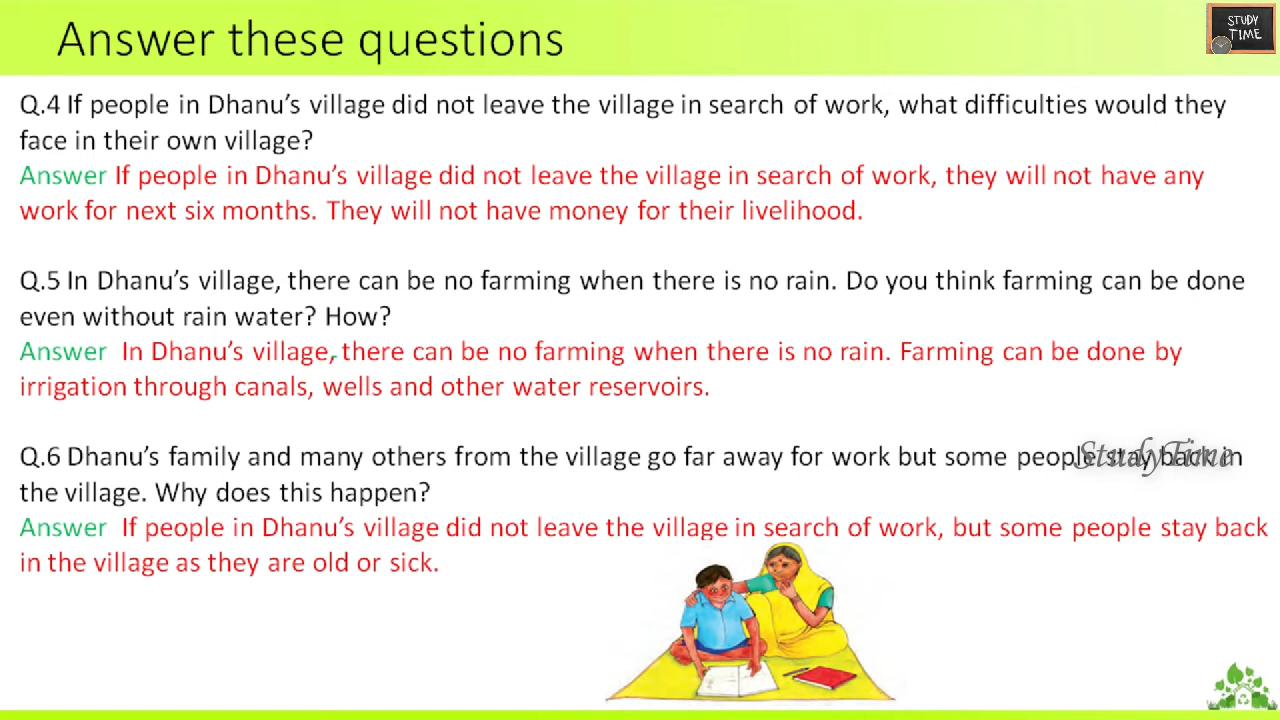 Answer these questions
STUDY
TIME
Q.4 If people in Dhanu’s village did not leave the village in search of work, what difficulties would they
face in their own village?
Answer If people in Dhanu’s village did not leave the village in search of work, they will not have any
work for next six months. They will not have money for their livelihood.
Q.5 In Dhanu’s village, there can be no farming when there is no rain. Do you think farming can be done
even without rain water? How?
Answer In Dhanu’s village, there can be no farming when there is no rain. Farming can be done by
irrigation through canals, wells and other water reservoirs.
Q.6 Dhanu’s family and many others from the village go far away for work but some people stay back in
Study Time
the village. Why does this happen?
Answer If people in Dhanu’s village did not leave the village in search of work, but some people stay back
in the village as they are old or sick.